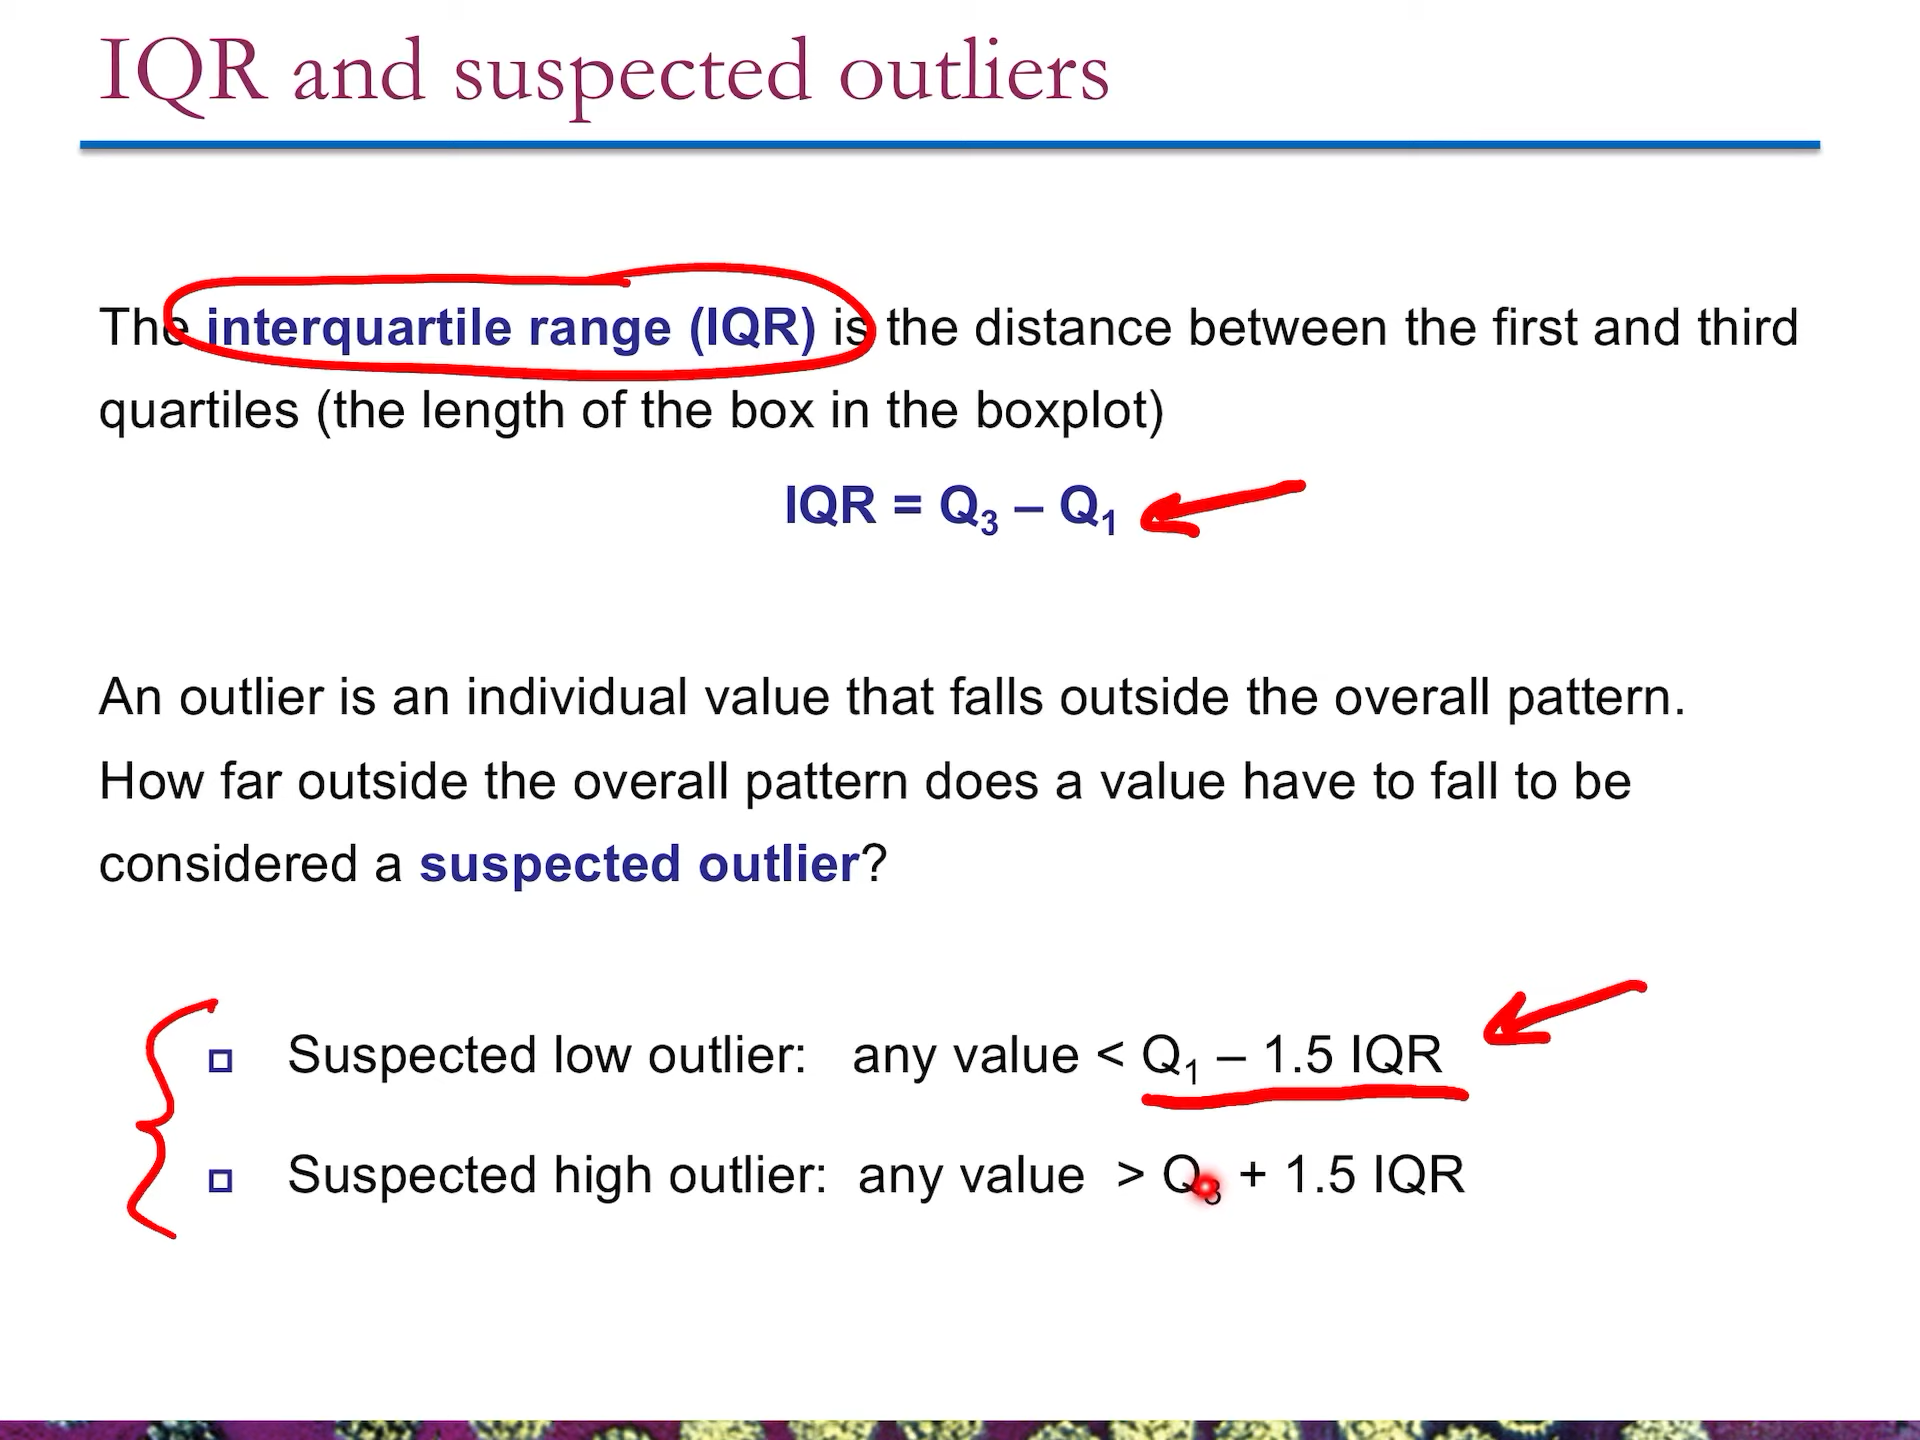 IQR and suspected outliers
The interquartile range (IQR) is the distance between the first and third
quartiles (the length of the box in the boxplot)
IQR = Q₃ – Q₁
An outlier is an individual value that falls outside the overall pattern.
How far outside the overall pattern does a value have to fall to be
considered a suspected outlier?
Suspected low outlier: any value < Q₁ – 1.5 IQR
Suspected high outlier: any value > Q₃ + 1.5 IQR